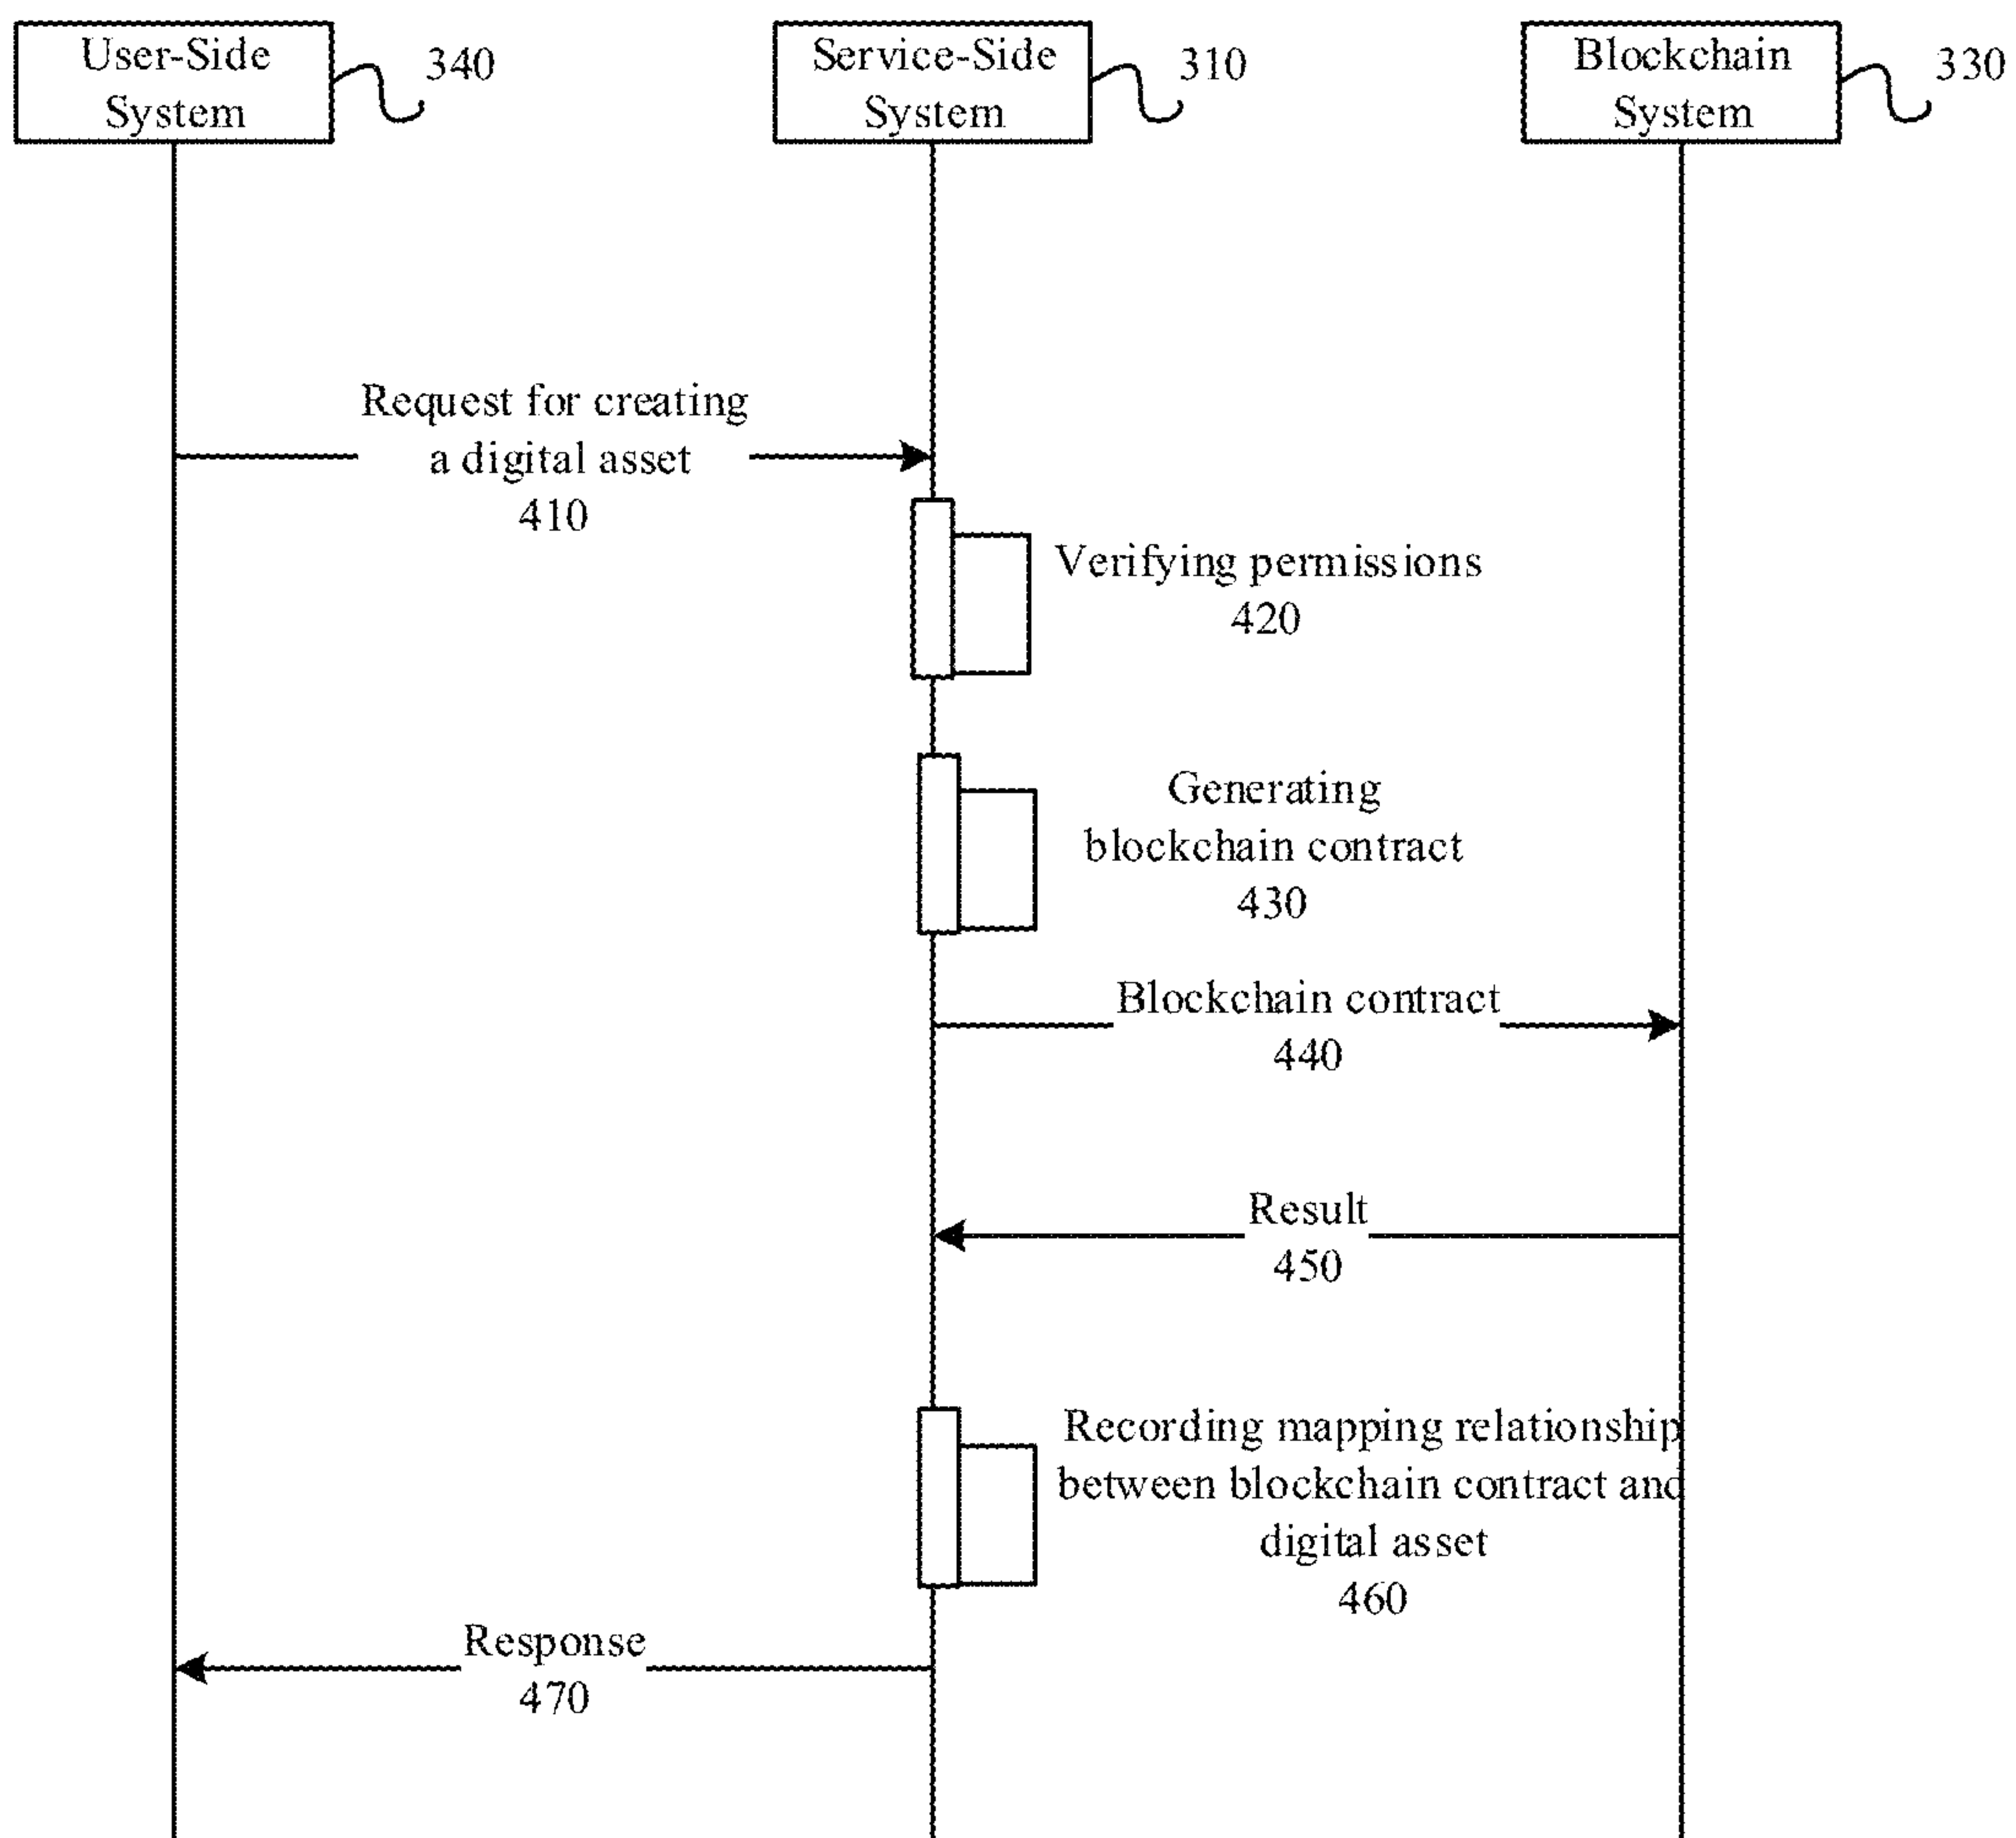 User-Side
System
340
Service-Side
System
310
Blockchain
System
330
Request for creating
a digital asset
410
Verifying permissions
420
Generating
blockchain contract
430
Blockchain contract
440
Result
450
Recording mapping relationship
between blockchain contract and
digital asset
460
Response
470